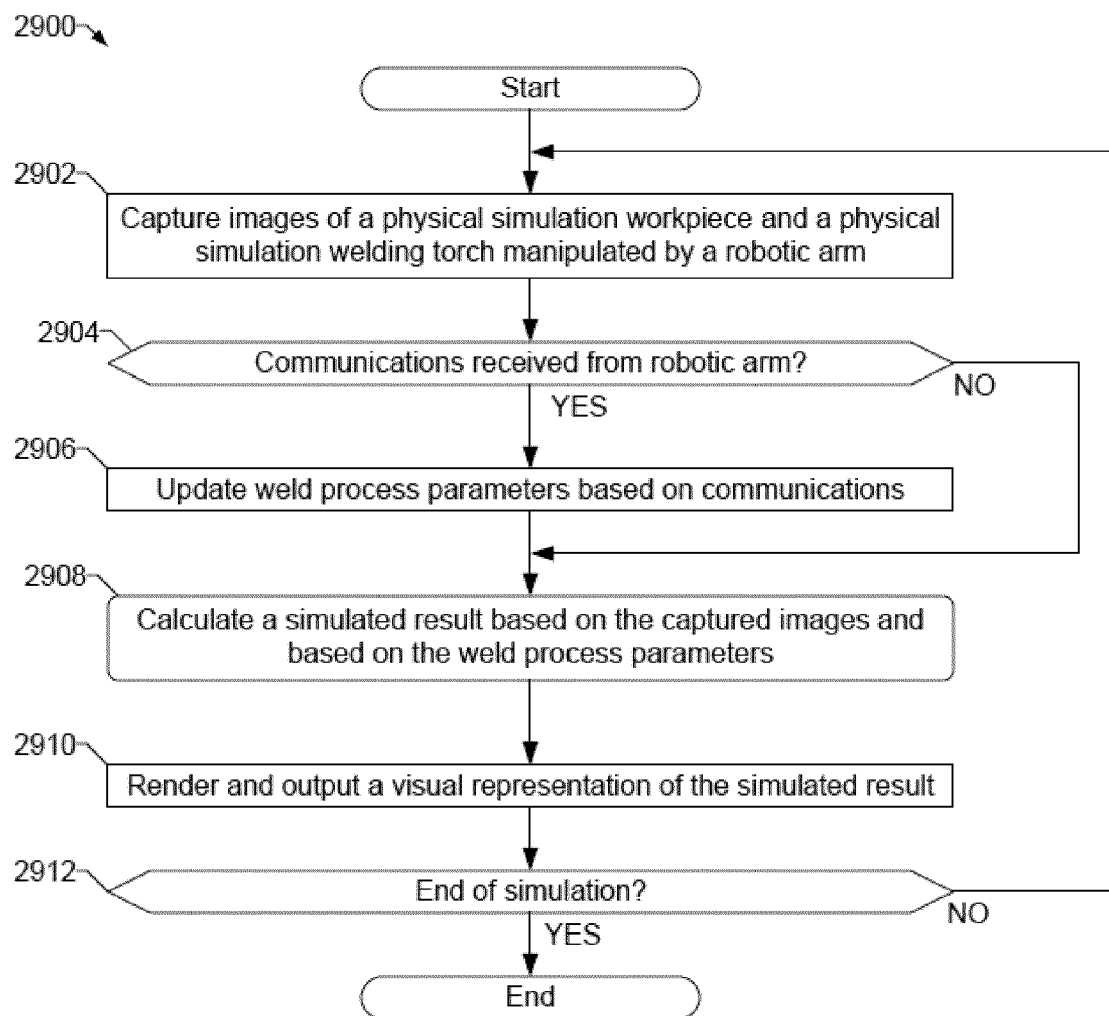 2900
Start
2902
Capture images of a physical simulation workpiece and a physical
simulation welding torch manipulated by a robotic arm
2904
Communications received from robotic arm?
NO
YES
2906
Update weld process parameters based on communications
2908
Calculate a simulated result based on the captured images and
based on the weld process parameters
2910
Render and output a visual representation of the simulated result
2912
End of simulation?
NO
YES
End